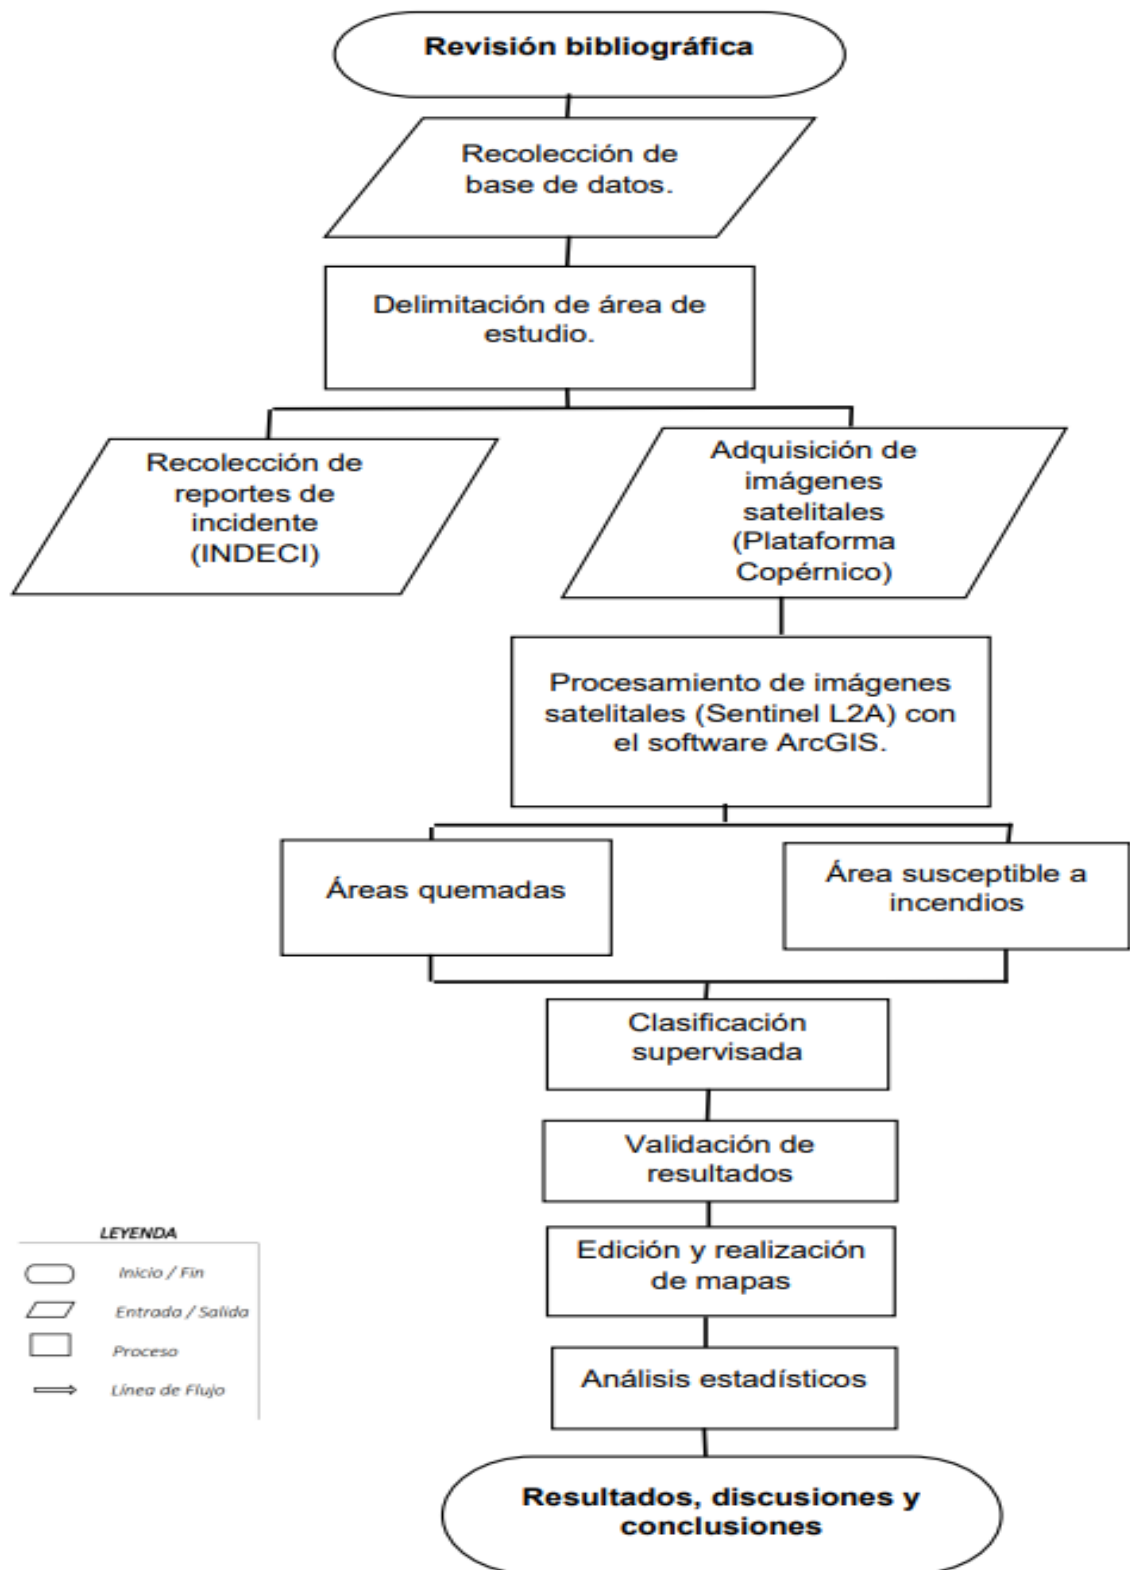 Revisión bibliográfica
Recolección de
base de datos.
Delimitación de área de
estudio.
Recolección de
reportes de
incidente
(INDECI)
Adquisición de
imágenes
satelitales
(Plataforma
Copérnico)
Procesamiento de imágenes
satelitales (Sentinel L2A) con
el software ArcGIS.
Áreas quemadas
Área susceptible a
incendios
Clasificación
supervisada
Validación de
resultados
Edición y realización
de mapas
Análisis estadísticos
Resultados, discusiones y
conclusiones
LEYENDA
Inicio / Fin
Entrada / Salida
Proceso
Línea de Flujo